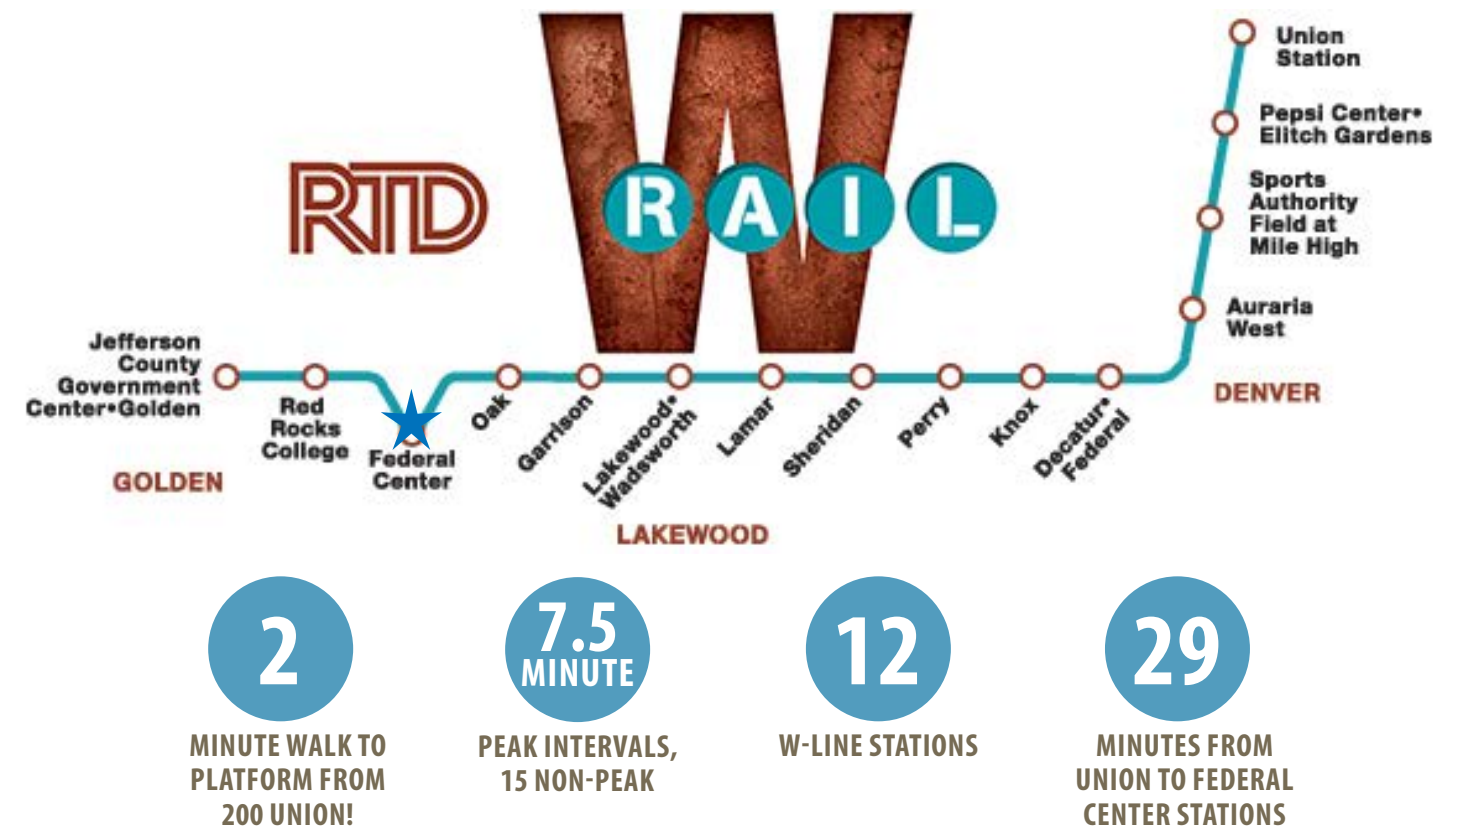 W
RTD
RAIL
Union
Station
Pepsi Center•
Elitch Gardens
Sports
Authority
Field at
Mile High
Auraria
West
DENVER
Jefferson
County
Government
Center•Golden
Red
Rocks
College
GOLDEN
Federal
Center
Oak
Garrison
Lakewood•
Wadsworth
Lamar
Sheridan
Perry
Knox
Decatur•
Federal
LAKEWOOD
2
MINUTE WALK TO
PLATFORM FROM
200 UNION!
7.5
MINUTE
PEAK INTERVALS,
15 NON-PEAK
12
W-LINE STATIONS
29
MINUTES FROM
UNION TO FEDERAL
CENTER STATIONS